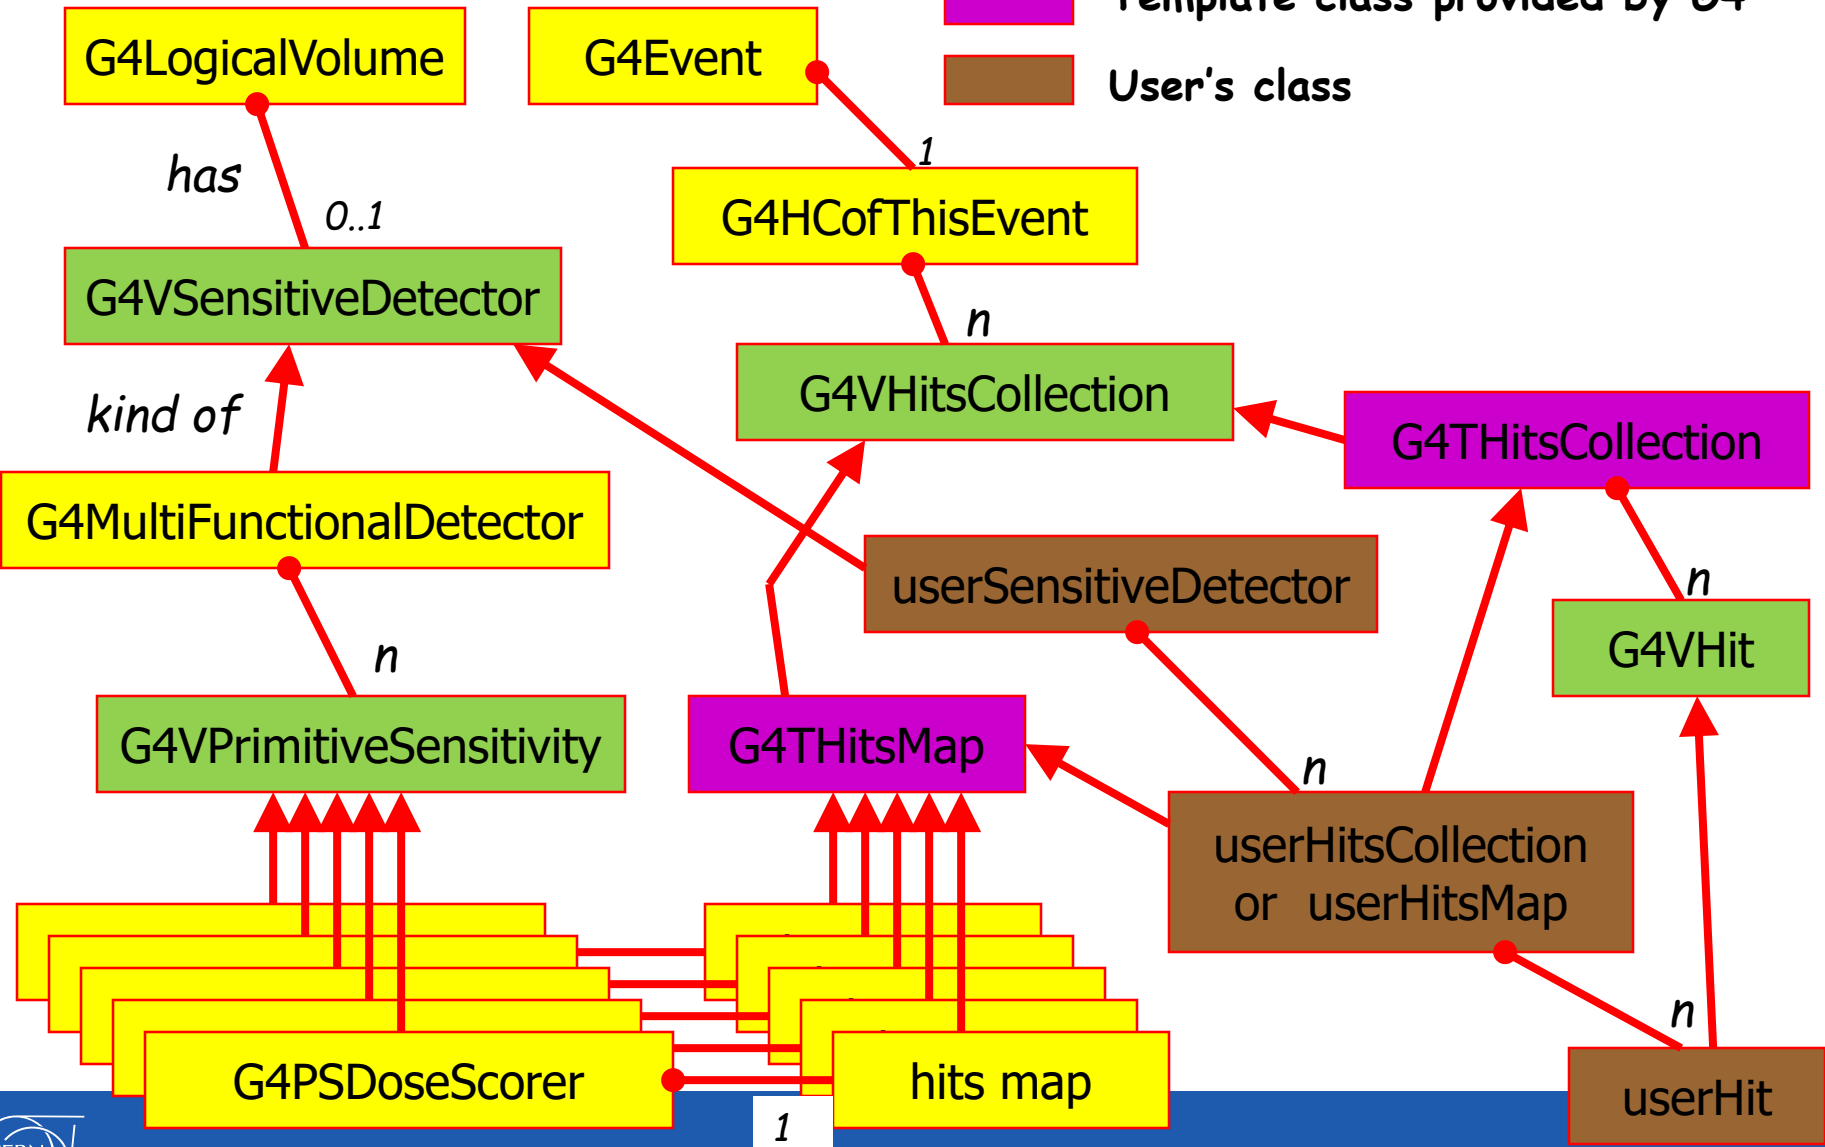 Template class provided by G4
G4LogicalVolume
G4Event
User's class
has
1
0..1
G4HCofThisEvent
G4VSensitiveDetector
n
G4VHitsCollection
kind of
G4THitsCollection
G4MultiFunctionalDetector
userSensitiveDetector
n
G4VHit
n
G4VPrimitiveSensitivity
G4THitsMap
n
userHitsCollection
or userHitsMap
n
G4PSDoseScorer
hits map
userHit
1